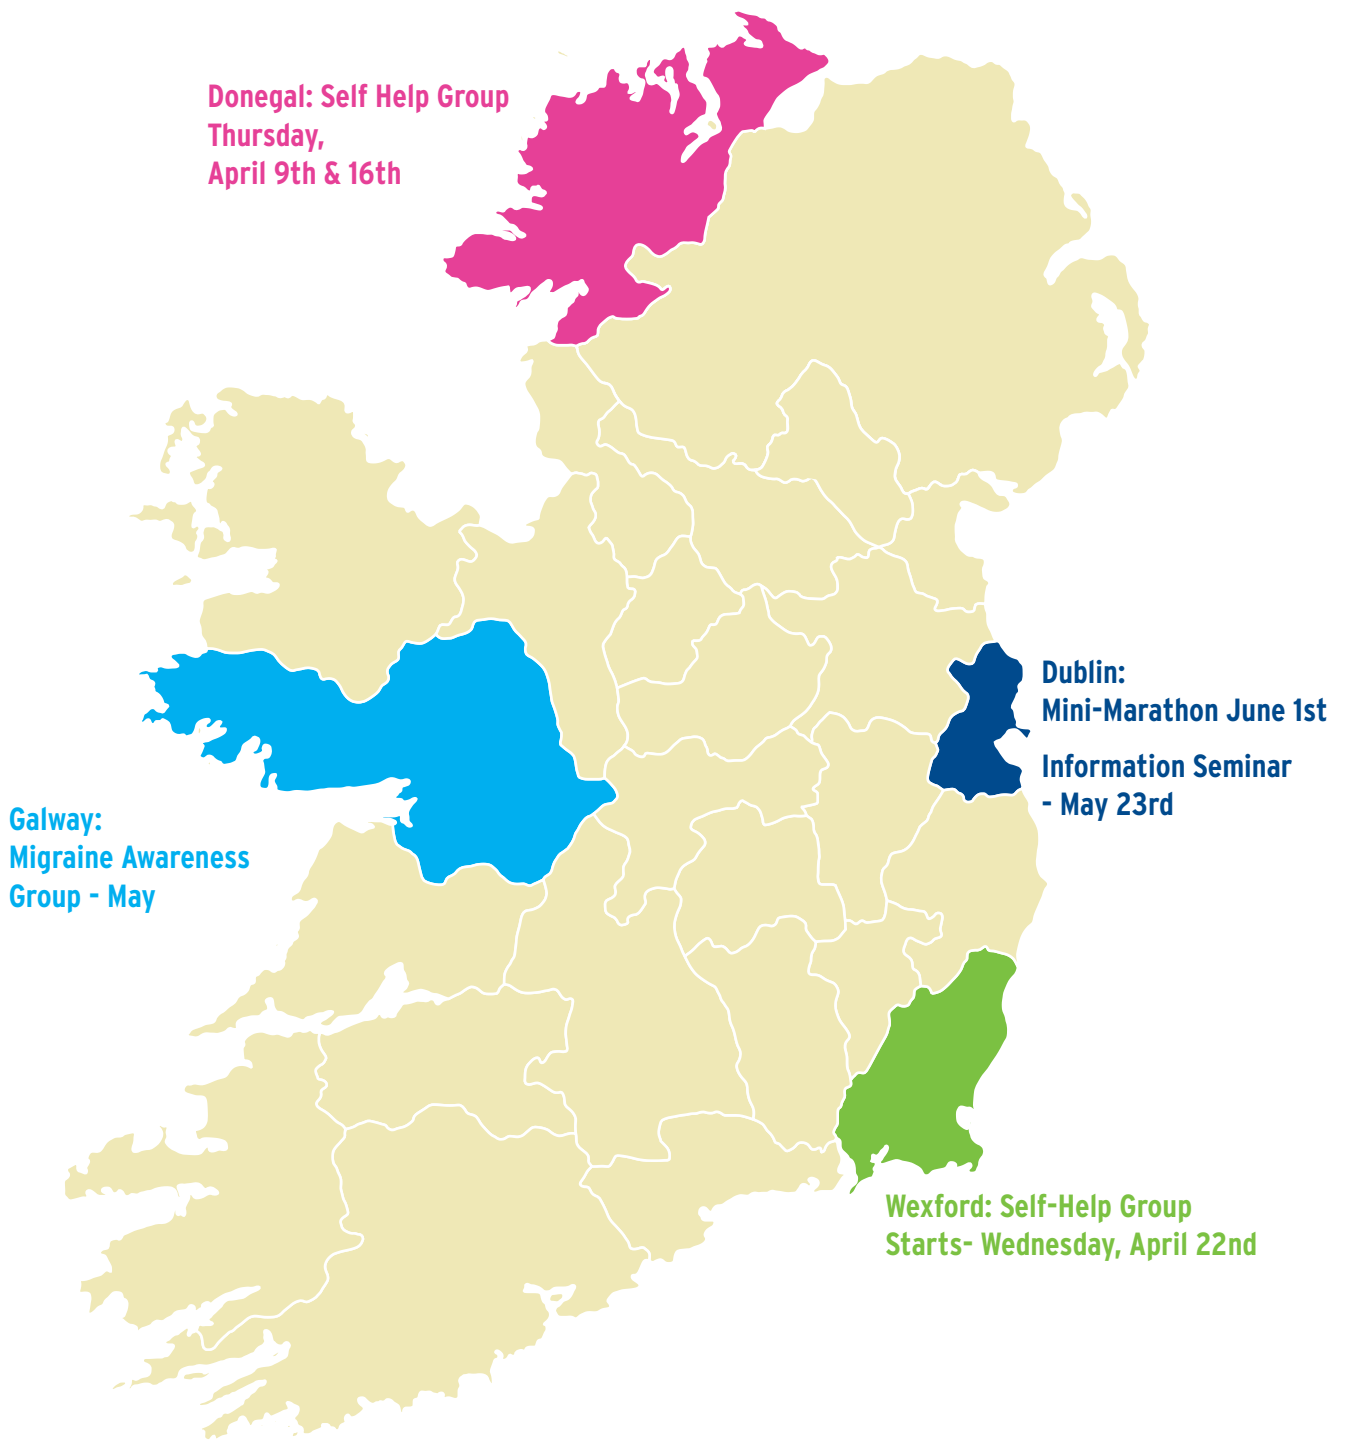 Donegal: Self Help Group
Thursday,
April 9th & 16th
Dublin:
Mini-Marathon June 1st
Information Seminar
- May 23rd
Galway:
Migraine Awareness
Group - May
Wexford: Self-Help Group
Starts- Wednesday, April 22nd